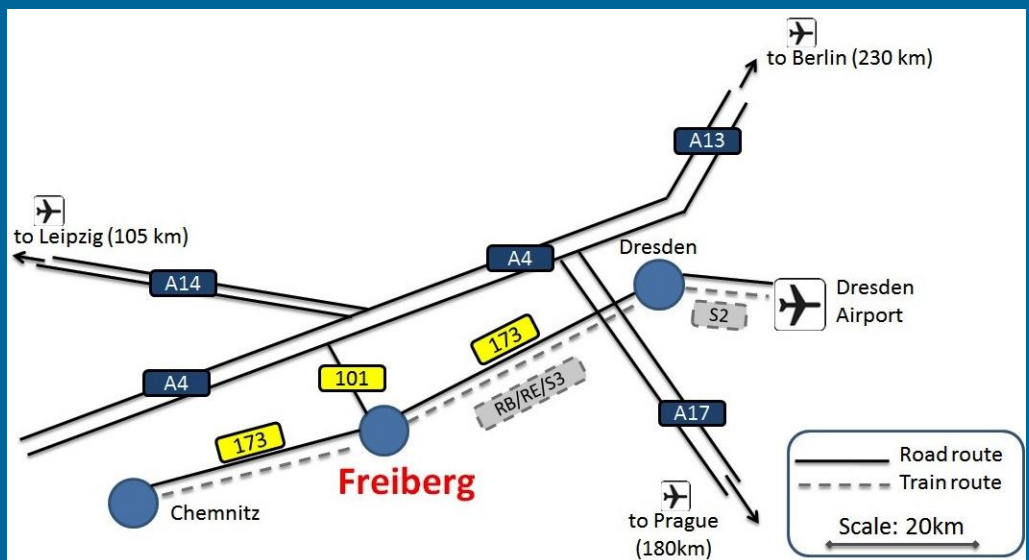 to Berlin (230 km)
A13
to Leipzig (105 km)
A14
A4
Dresden
Dresden
Airport
S2
173
101
RB/RE/S3
A4
A17
173
Freiberg
Chemnitz
to Prague
(180km)
Road route
Train route
Scale: 20km